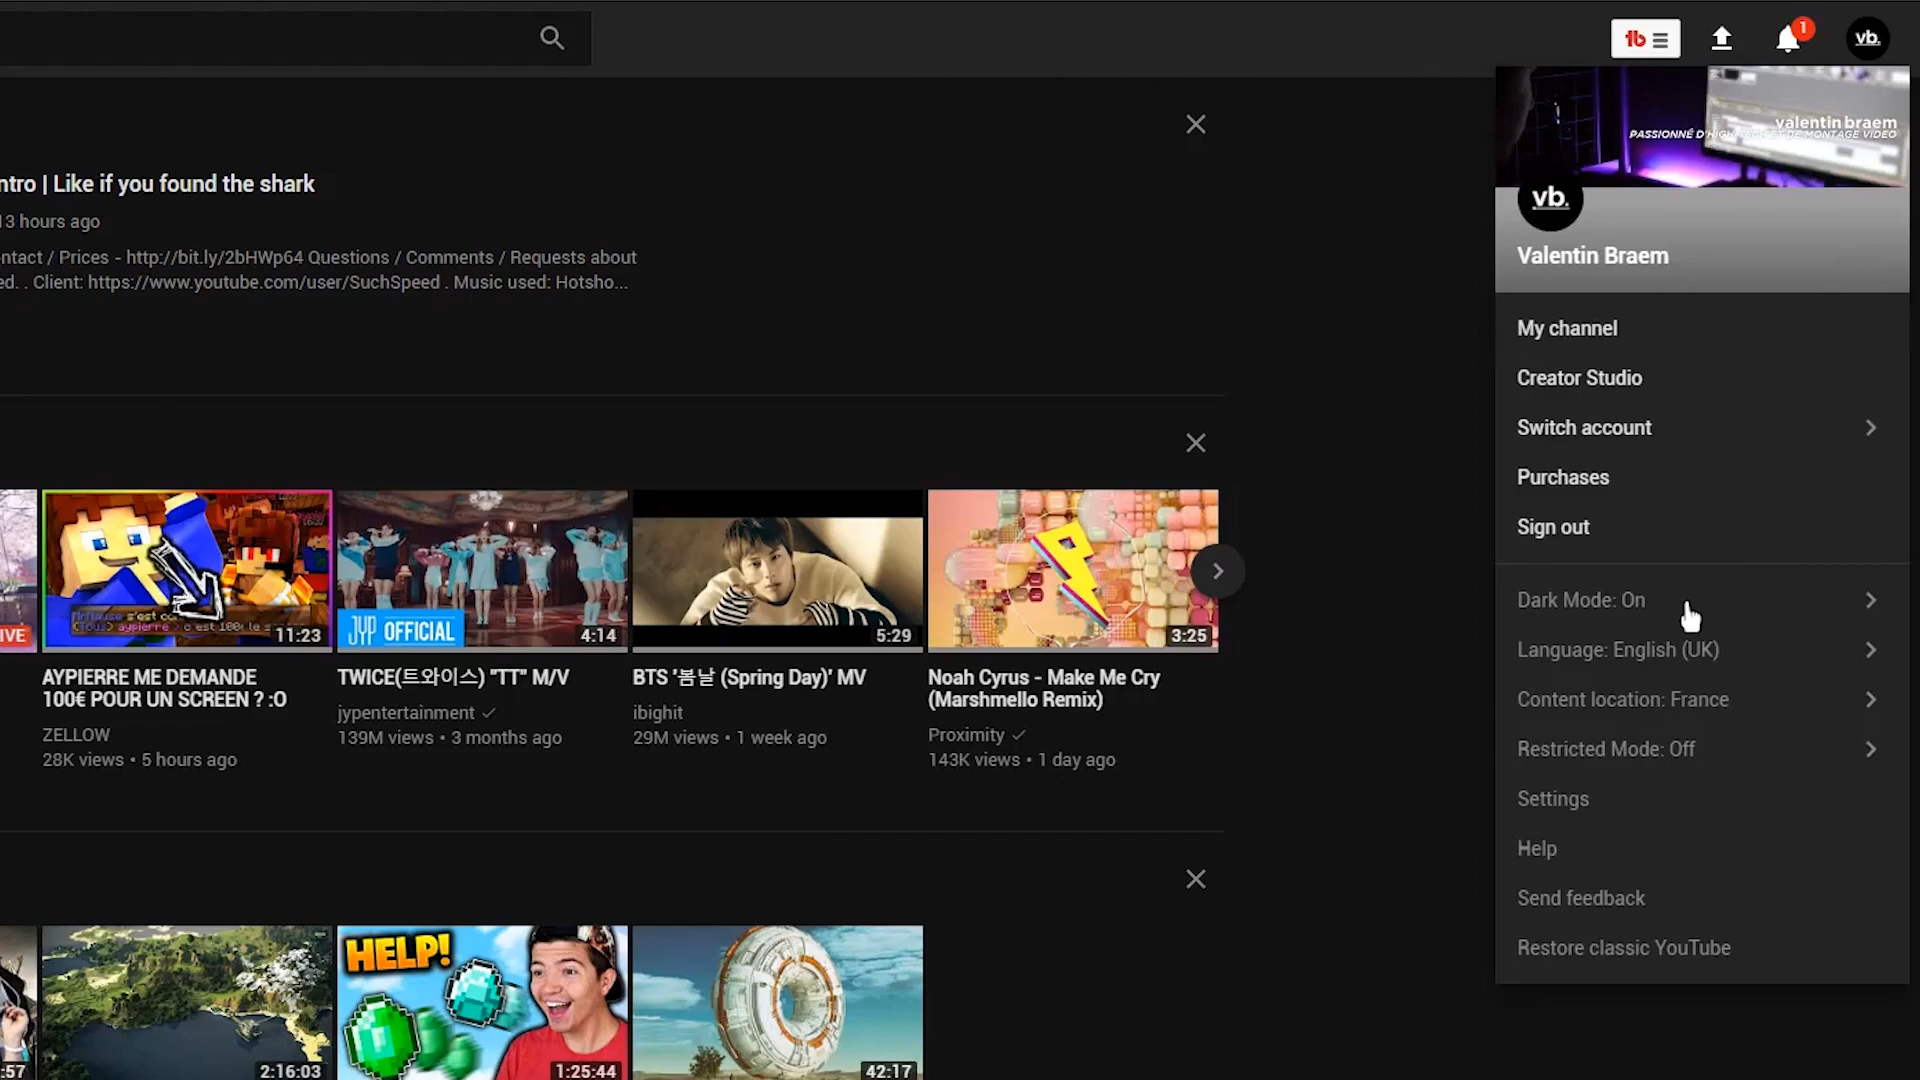 1
vb.
valentin braem
vb.
Valentin Braem
My channel
Creator Studio
Switch account
Purchases
Sign out
Dark Mode: On
Language: English (UK)
Content location: France
Restricted Mode: Off
Settings
Help
Send feedback
Restore classic YouTube
ntro | Like if you found the shark
13 hours ago
ntact / Prices - http://bit.ly/2bHWp64 Questions / Comments / Requests about
ed. . Client: https://www.youtube.com/user/SuchSpeed . Music used: Hotsho...
IVE
11:23
JYP OFFICIAL
4:14
5:29
3:25
AYPIERRE ME DEMANDE
100€ POUR UN SCREEN ? :O
ZELLOW
28K views • 5 hours ago
TWICE(트와이스) "TT" M/V
jypentertainment
139M views • 3 months ago
BTS '봄날 (Spring Day)' MV
ibighit
29M views • 1 week ago
Noah Cyrus - Make Me Cry
(Marshmello Remix)
Proximity
143K views • 1 day ago
:57
2:16:03
HELP!
1:25:44
42:17